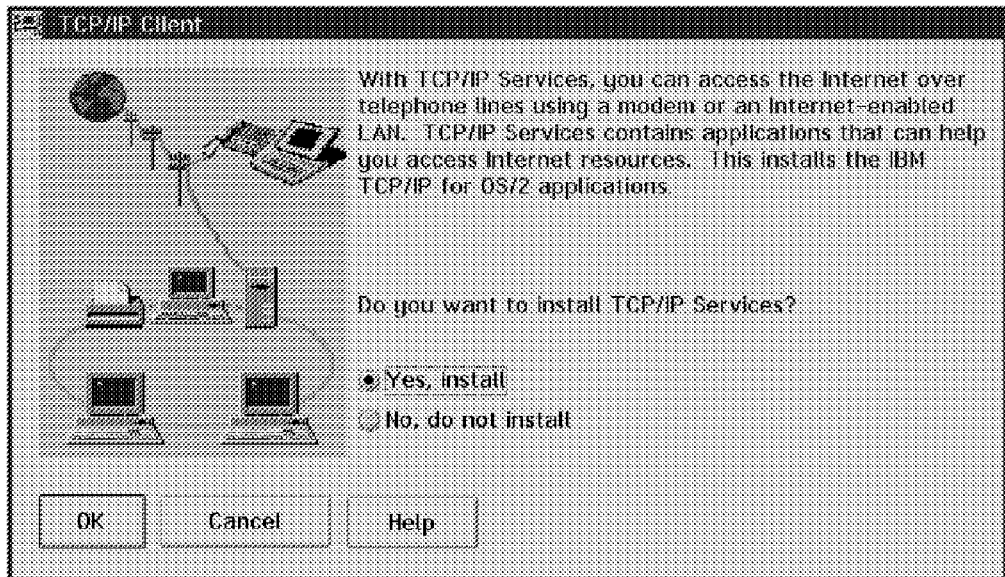 TCP/IP Client
With TCP/IP Services, you can access the Internet over
telephone lines using a modem or an Internet-enabled
LAN. TCP/IP Services contains applications that can help
you access Internet resources. This installs the IBM
TCP/IP for OS/2 applications.
Do you want to install TCP/IP Services?
Yes, install
No, do not install
OK
Cancel
Help